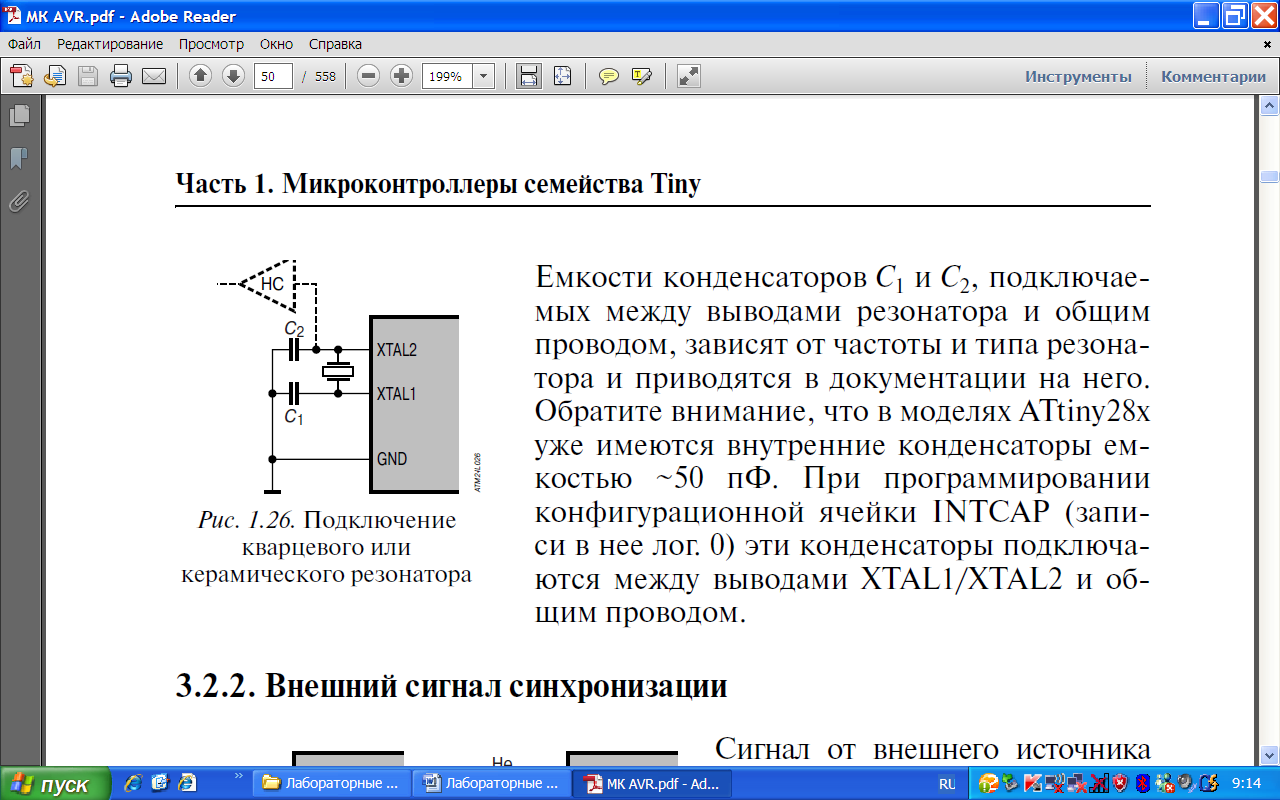 МК AVR.pdf - Adobe Reader
Файл Редактирование Просмотр Окно Справка
50 / 558 199% Инструменты Комментарии
Часть 1. Микроконтроллеры семейства Tiny
HC
C2
XTAL2
XTAL1
C1
GND
ATM24L026
Рис. 1.26. Подключение
кварцевого или
керамического резонатора
Емкости конденсаторов C1 и C2, подключае-
мых между выводами резонатора и общим
проводом, зависят от частоты и типа резона-
тора и приводятся в документации на него.
Обратите внимание, что в моделях ATtiny28x
уже имеются внутренние конденсаторы ем-
костью ~50 пФ. При программировании
конфигурационной ячейки INTCAP (запи-
си в нее лог. 0) эти конденсаторы подключа-
ются между выводами XTAL1/XTAL2 и об-
щим проводом.
3.2.2. Внешний сигнал синхронизации
Не
Сигнал от внешнего источника
пуск » Лабораторные ... Лабораторные ... МК AVR.pdf - Ad... RU 9:14